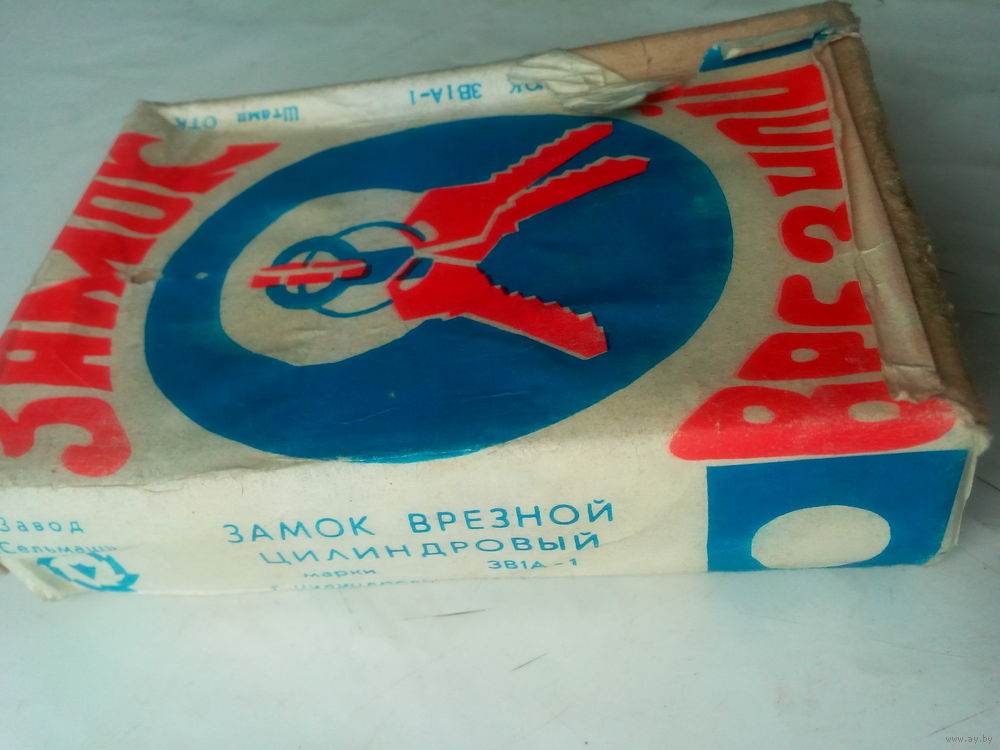 ЗАМОК
ВРЕЗНОЙ
Штамп ОТК
ЗВ1А-1
Завод
Сельмаш
ЗАМОК ВРЕЗНОЙ
ЦИЛИНДРОВЫЙ
марки ЗВ1А-1
www.ay.by